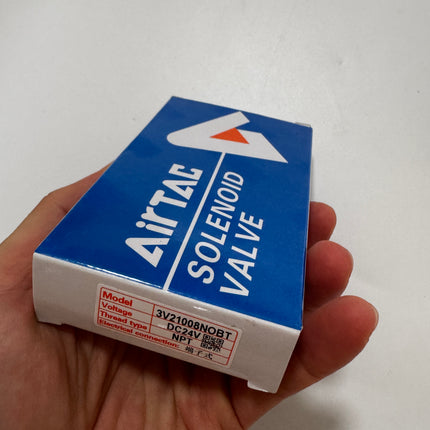 AirTAC
SOLENOID
VALVE
Model 3V21008NOBT
Voltage DC24V
Thread type NPT
Electrical connection: 端子式